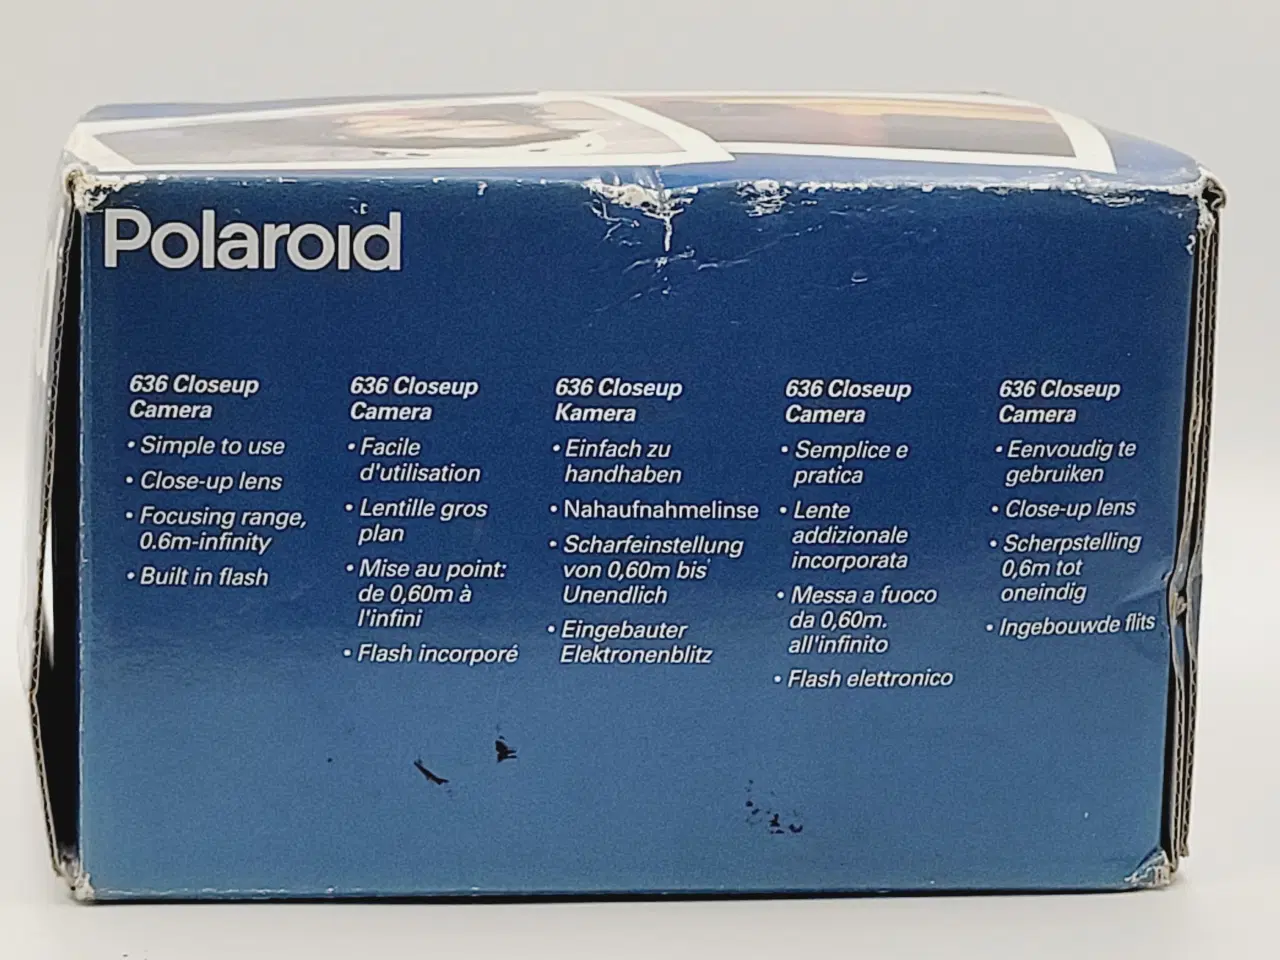 Polaroid
636 Closeup
Camera
• Simple to use
• Close-up lens
• Focusing range,
0.6m-infinity
• Built in flash
636 Closeup
Camera
• Facile
d'utilisation
• Lentille gros
plan
• Mise au point:
de 0,60m à
l'infini
• Flash incorporé
636 Closeup
Kamera
• Einfach zu
handhaben
• Nahaufnahmelinse
• Scharfeinstellung
von 0,60m bis
Unendlich
• Eingebauter
Elektronenblitz
636 Closeup
Camera
• Semplice e
pratica
• Lente
addizionale
incorporata
• Messa a fuoco
da 0,60m.
all'infinito
• Flash elettronico
636 Closeup
Camera
• Eenvoudig te
gebruiken
• Close-up lens
• Scherpstelling
0,6m tot
oneindig
• Ingebouwde flits